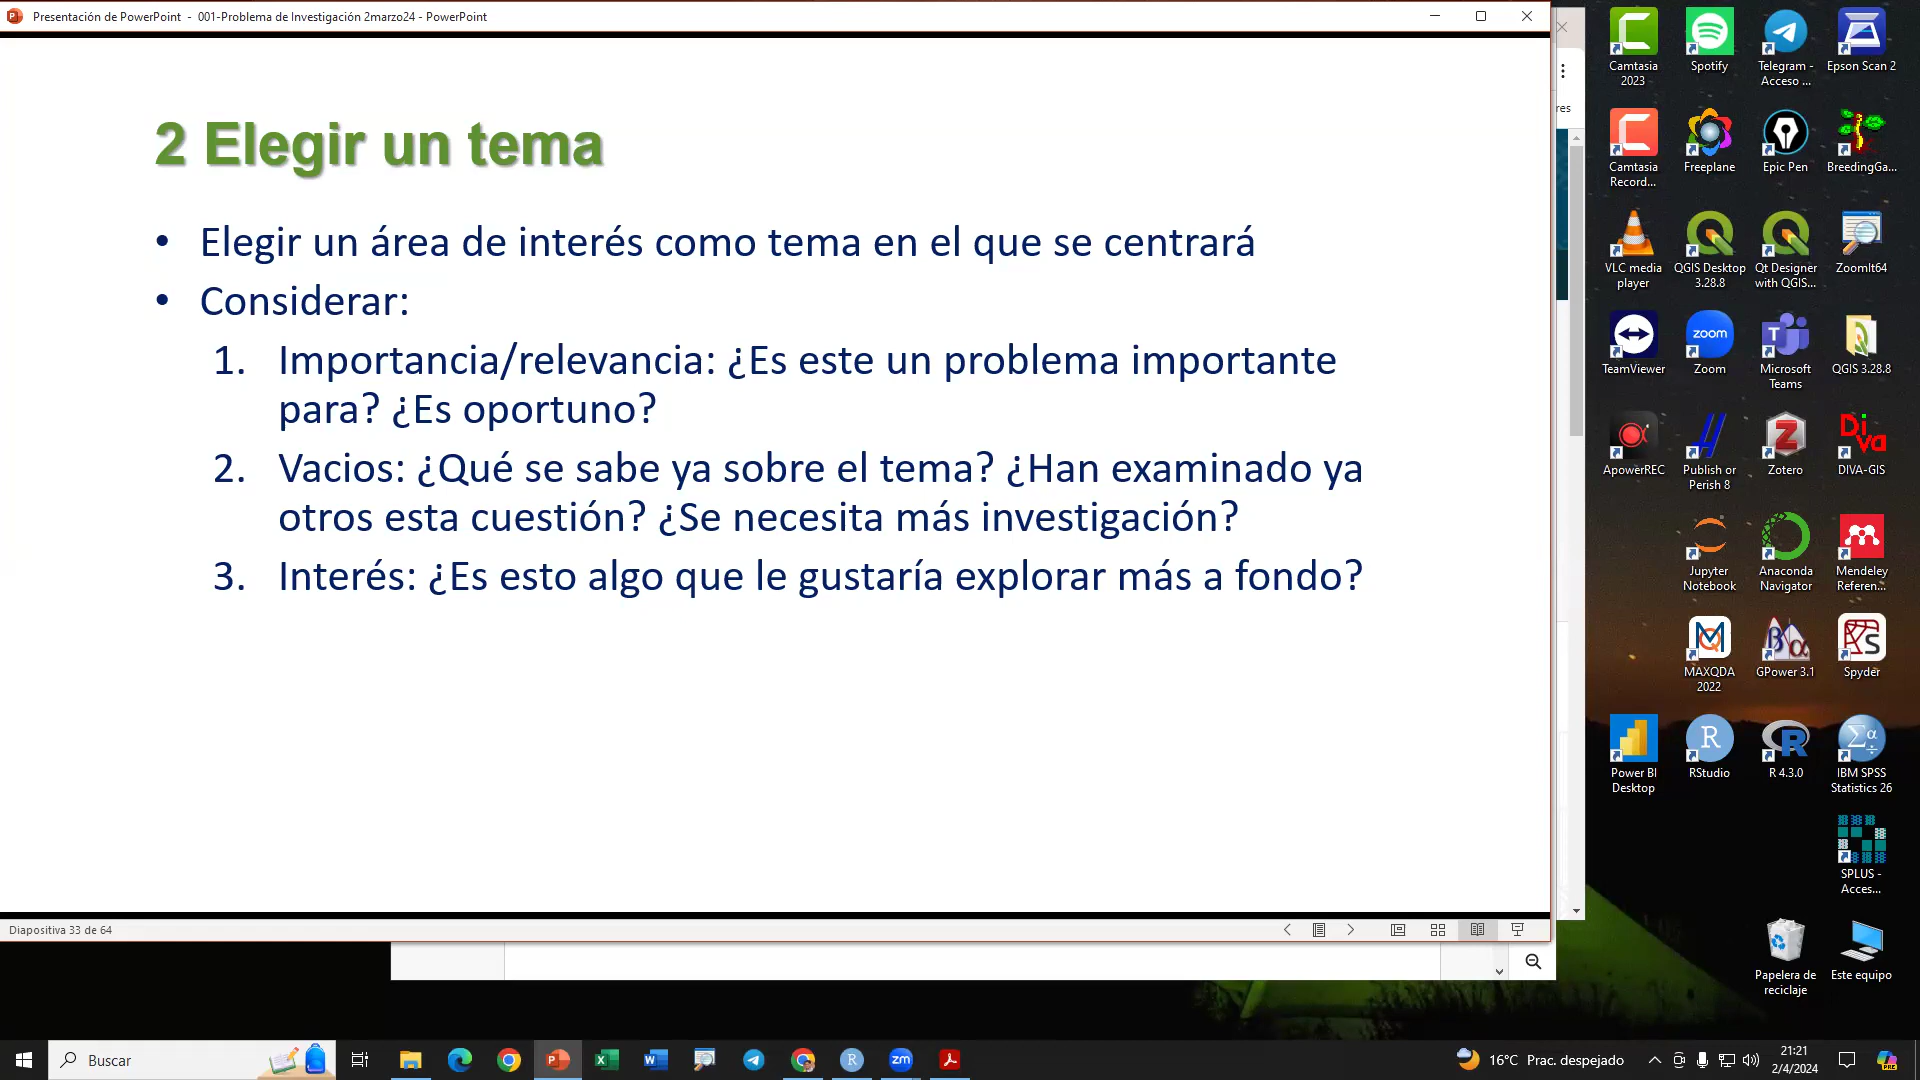 Presentación de PowerPoint - 001-Problema de Investigación 2marzo24 - PowerPoint
2 Elegir un tema
• Elegir un área de interés como tema en el que se centrará
• Considerar:
1. Importancia/relevancia: ¿Es este un problema importante
para? ¿Es oportuno?
2. Vacios: ¿Qué se sabe ya sobre el tema? ¿Han examinado ya
otros esta cuestión? ¿Se necesita más investigación?
3. Interés: ¿Es esto algo que le gustaría explorar más a fondo?
Diapositiva 33 de 64
res
Camtasia
2023
Spotify
Telegram -
Acceso ...
Epson Scan 2
Camtasia
Record...
Freeplane
Epic Pen
BreedingGa...
VLC media
player
QGIS Desktop
3.28.8
Qt Designer
with QGIS...
ZoomIt64
TeamViewer
zoom
Zoom
Microsoft
Teams
QGIS 3.28.8
ApowerREC
Publish or
Perish 8
Zotero
Diva
DIVA-GIS
Jupyter
Notebook
Anaconda
Navigator
Mendeley
Referen...
MAXQDA
2022
GPower 3.1
Spyder
Power BI
Desktop
RStudio
R 4.3.0
IBM SPSS
Statistics 26
SPLUS -
Acces...
Papelera de
reciclaje
Este equipo
Buscar
zm
16°C Prac. despejado
21:21
2/4/2024